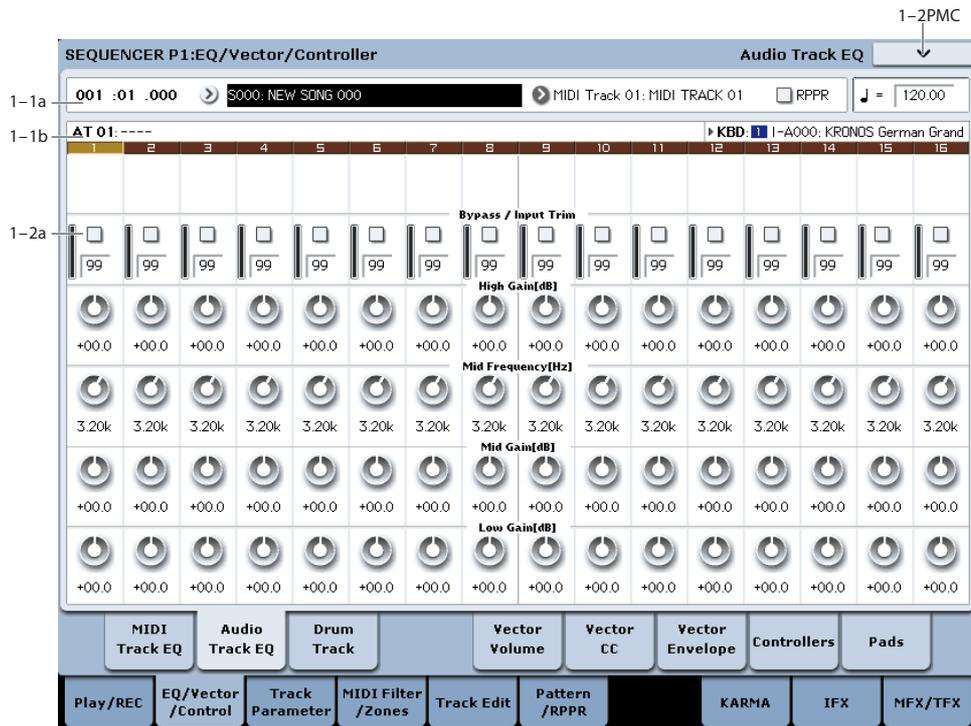 1–2PMC
SEQUENCER P1:EQ/Vector/Controller Audio Track EQ
1–1a 001 :01 .000 S000: NEW SONG 000 MIDI Track 01: MIDI TRACK 01 RPPR ♩ = 120.00
1–1b AT 01: ---- KBD: 1 I-A000: KRONOS German Grand
1 2 3 4 5 6 7 8 9 10 11 12 13 14 15 16
Bypass / Input Trim
1–2a
99 99 99 99 99 99 99 99 99 99 99 99 99 99 99 99
High Gain[dB]
+00.0 +00.0 +00.0 +00.0 +00.0 +00.0 +00.0 +00.0 +00.0 +00.0 +00.0 +00.0 +00.0 +00.0 +00.0 +00.0
Mid Frequency[Hz]
3.20k 3.20k 3.20k 3.20k 3.20k 3.20k 3.20k 3.20k 3.20k 3.20k 3.20k 3.20k 3.20k 3.20k 3.20k 3.20k
Mid Gain[dB]
+00.0 +00.0 +00.0 +00.0 +00.0 +00.0 +00.0 +00.0 +00.0 +00.0 +00.0 +00.0 +00.0 +00.0 +00.0 +00.0
Low Gain[dB]
+00.0 +00.0 +00.0 +00.0 +00.0 +00.0 +00.0 +00.0 +00.0 +00.0 +00.0 +00.0 +00.0 +00.0 +00.0 +00.0
MIDI Audio Drum Vector Vector Vector
Track EQ Track EQ Track Volume CC Envelope Controllers Pads
Play/REC EQ/Vector Track MIDI Filter Track Edit Pattern KARMA IFX MFX/TFX
/Control Parameter /Zones /RPPR